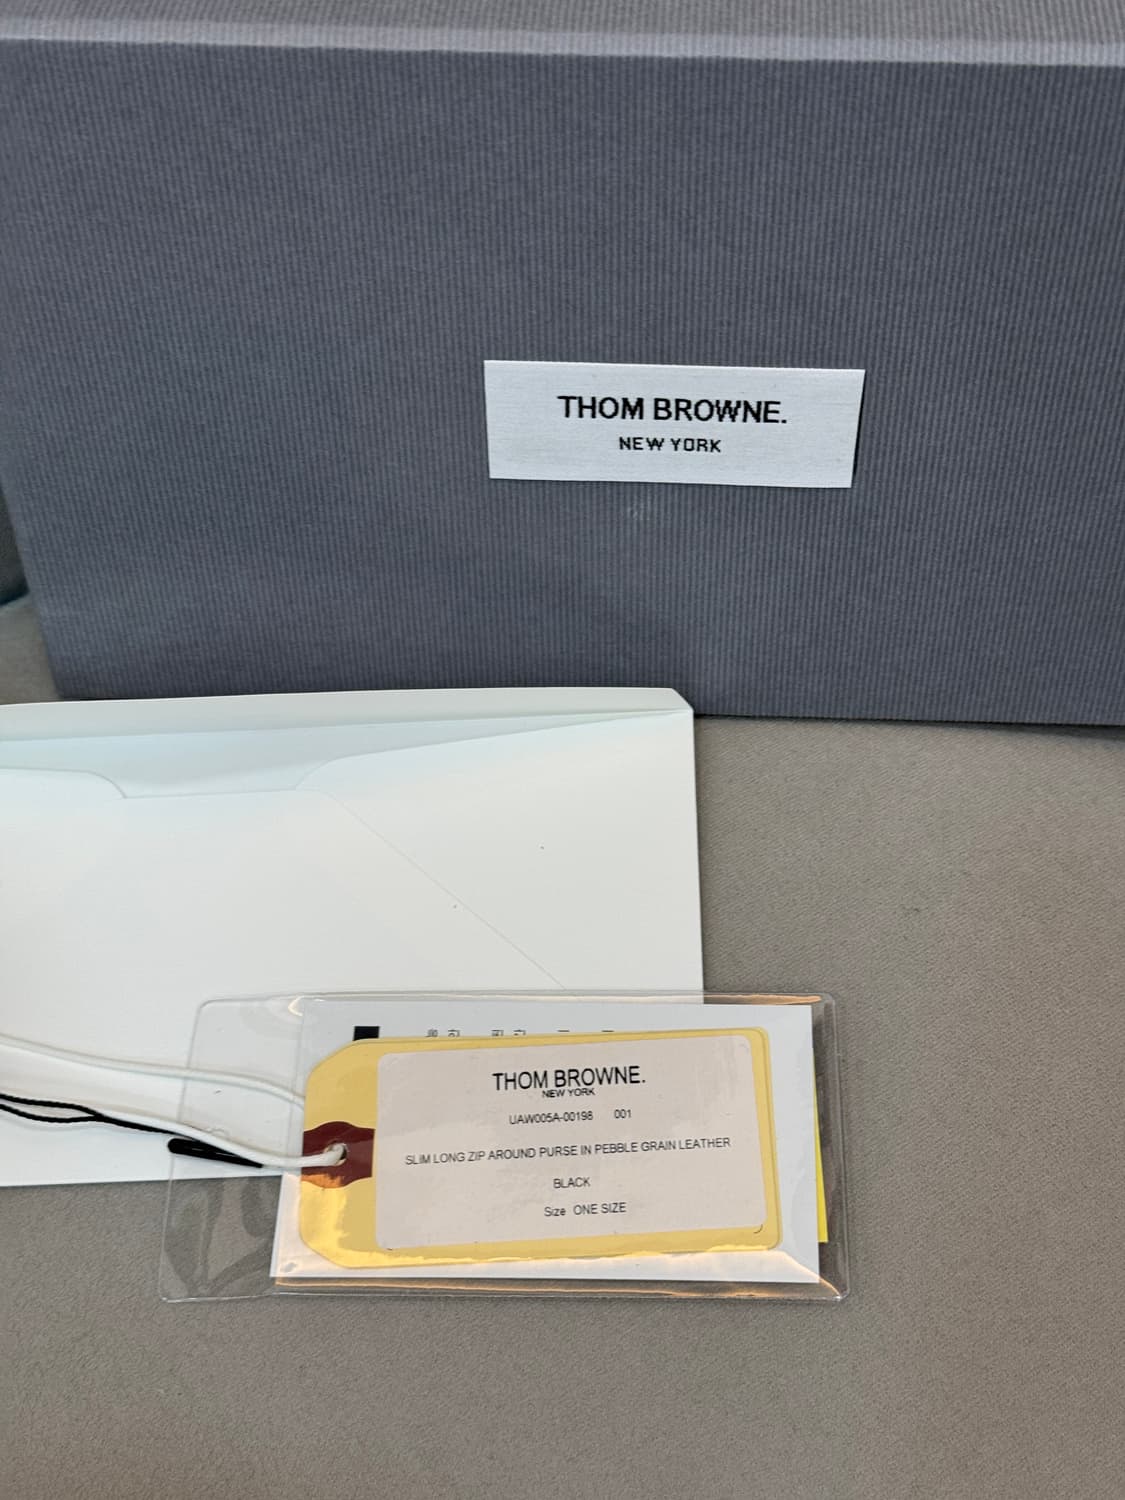 THOM BROWNE.
NEW YORK
THOM BROWNE.
NEW YORK
UAW005A-00198 001
SLIM LONG ZIP AROUND PURSE IN PEBBLE GRAIN LEATHER
BLACK
Size ONE SIZE